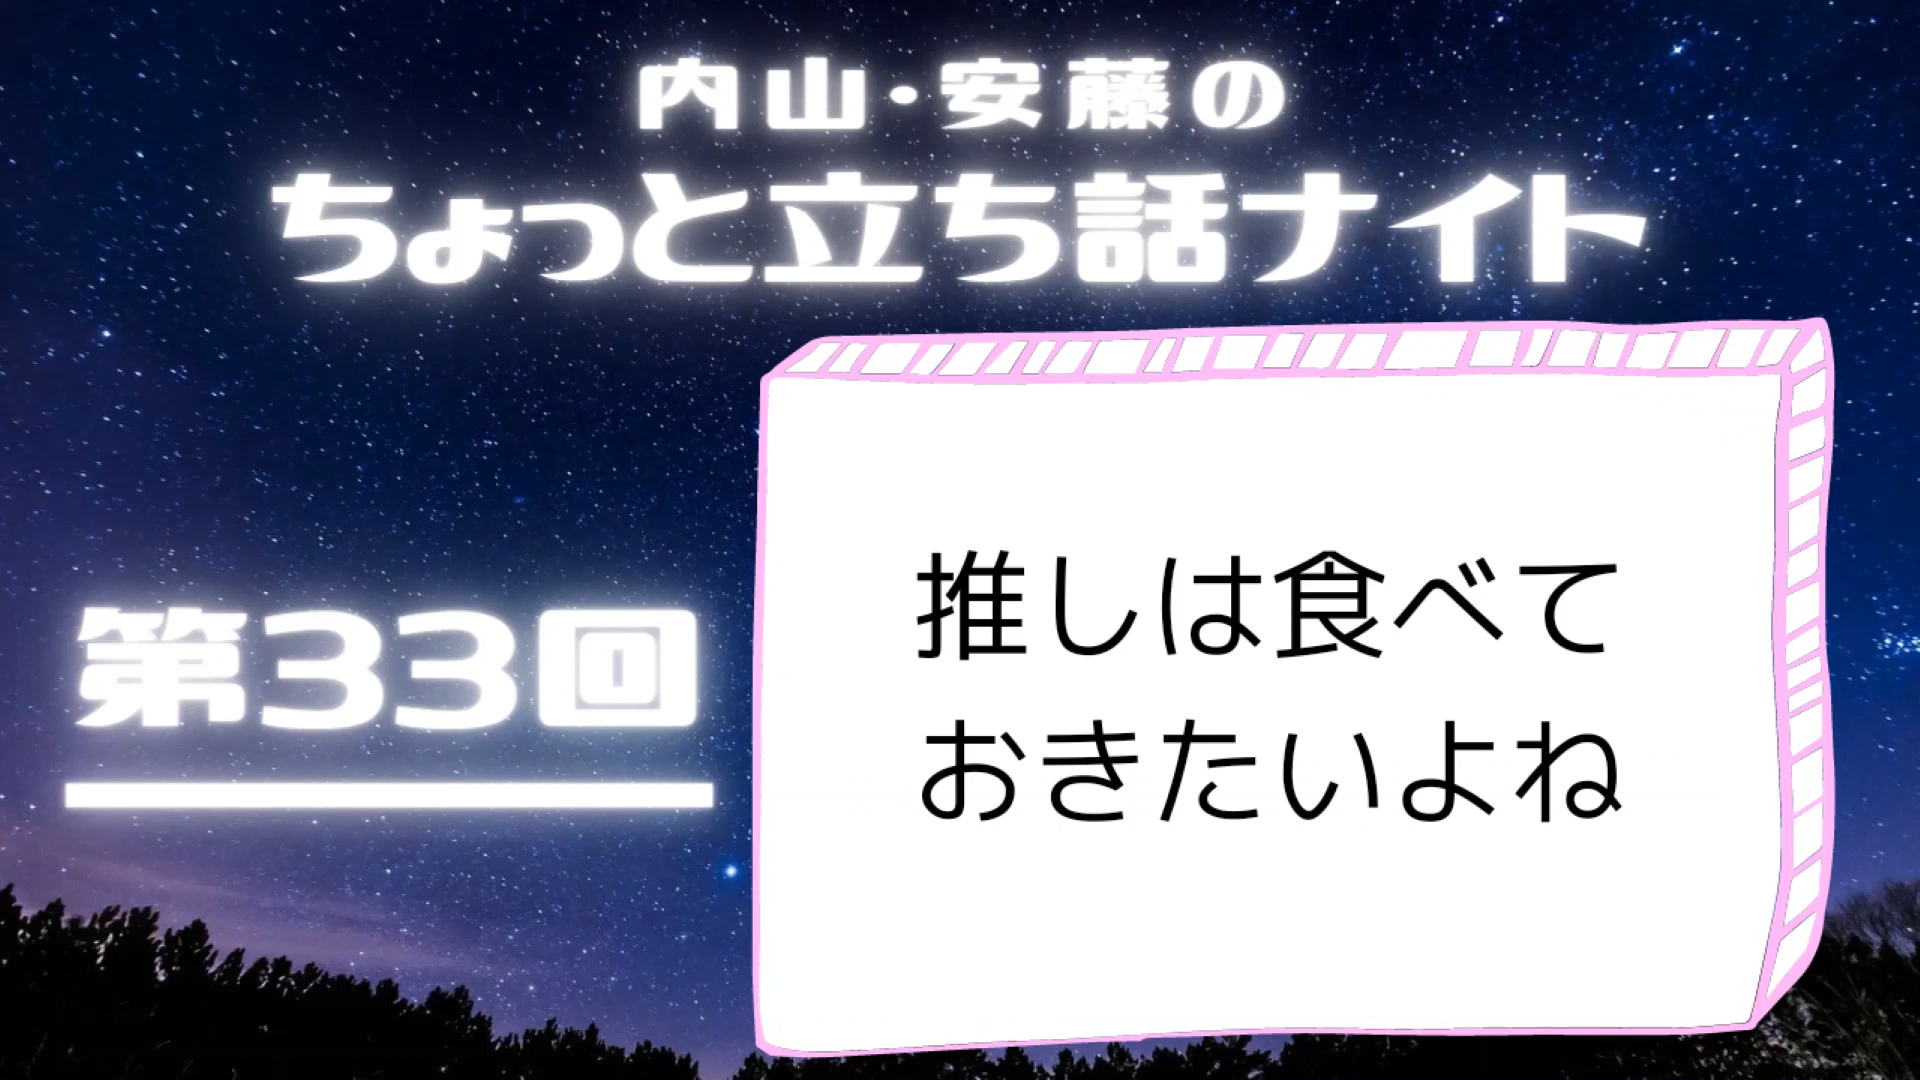 内山・安藤の
ちょっと立ち話ナイト
第33回
推しは食べて
おきたいよね